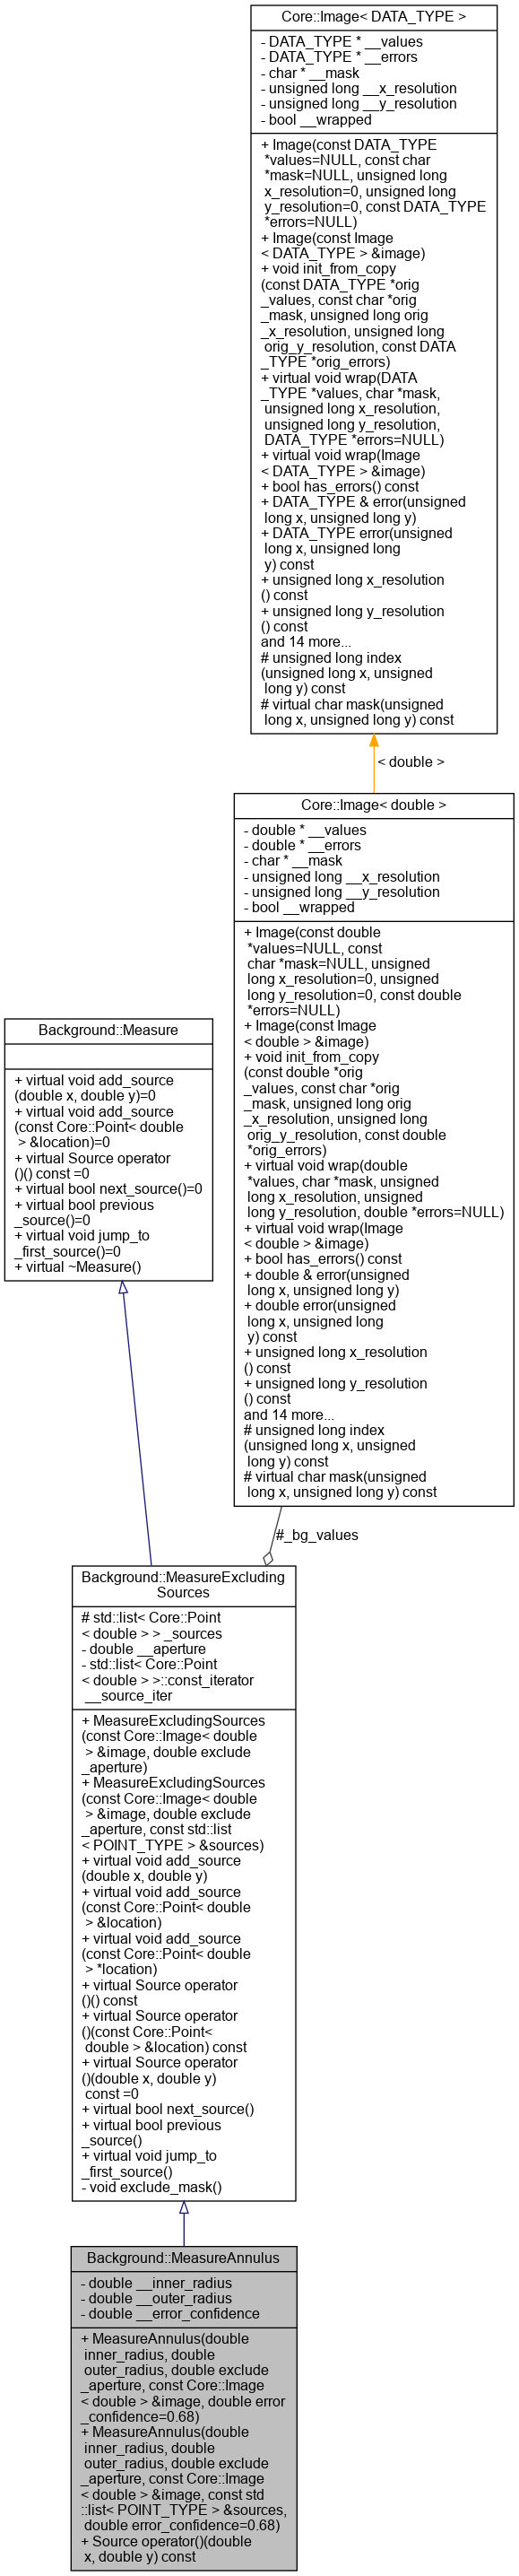 Core::Image< DATA_TYPE >
- DATA_TYPE * __values
- DATA_TYPE * __errors
- char * __mask
- unsigned long __x_resolution
- unsigned long __y_resolution
- bool __wrapped
+ Image(const DATA_TYPE
*values=NULL, const char
*mask=NULL, unsigned long
x_resolution=0, unsigned long
y_resolution=0, const DATA_TYPE
*errors=NULL)
+ Image(const Image
< DATA_TYPE > &image)
+ void init_from_copy
(const DATA_TYPE *orig
_values, const char *orig
_mask, unsigned long orig
_x_resolution, unsigned long
orig_y_resolution, const DATA
_TYPE *orig_errors)
+ virtual void wrap(DATA
_TYPE *values, char *mask,
unsigned long x_resolution,
unsigned long y_resolution,
DATA_TYPE *errors=NULL)
+ virtual void wrap(Image
< DATA_TYPE > &image)
+ bool has_errors() const
+ DATA_TYPE & error(unsigned
long x, unsigned long y)
+ DATA_TYPE error(unsigned
long x, unsigned long
y) const
+ unsigned long x_resolution
() const
+ unsigned long y_resolution
() const
and 14 more...
# unsigned long index
(unsigned long x, unsigned
long y) const
# virtual char mask(unsigned
long x, unsigned long y) const
< double >
Core::Image< double >
- double * __values
- double * __errors
- char * __mask
- unsigned long __x_resolution
- unsigned long __y_resolution
- bool __wrapped
+ Image(const double
*values=NULL, const
char *mask=NULL, unsigned
long x_resolution=0, unsigned
long y_resolution=0, const double
*errors=NULL)
+ Image(const Image
< double > &image)
+ void init_from_copy
(const double *orig
_values, const char *orig
_mask, unsigned long orig
_x_resolution, unsigned long
orig_y_resolution, const double
*orig_errors)
+ virtual void wrap(double
*values, char *mask, unsigned
long x_resolution, unsigned
long y_resolution, double *errors=NULL)
+ virtual void wrap(Image
< double > &image)
+ bool has_errors() const
+ double & error(unsigned
long x, unsigned long y)
+ double error(unsigned
long x, unsigned long
y) const
+ unsigned long x_resolution
() const
+ unsigned long y_resolution
() const
and 14 more...
# unsigned long index
(unsigned long x, unsigned
long y) const
# virtual char mask(unsigned
long x, unsigned long y) const
Background::Measure
+ virtual void add_source
(double x, double y)=0
+ virtual void add_source
(const Core::Point< double
> &location)=0
+ virtual Source operator
()() const =0
+ virtual bool next_source()=0
+ virtual bool previous
_source()=0
+ virtual void jump_to
_first_source()=0
+ virtual ~Measure()
#_bg_values
Background::MeasureExcluding
Sources
# std::list< Core::Point
< double > > _sources
- double __aperture
- std::list< Core::Point
< double > >::const_iterator
__source_iter
+ MeasureExcludingSources
(const Core::Image< double
> &image, double exclude
_aperture)
+ MeasureExcludingSources
(const Core::Image< double
> &image, double exclude
_aperture, const std::list
< POINT_TYPE > &sources)
+ virtual void add_source
(double x, double y)
+ virtual void add_source
(const Core::Point< double
> &location)
+ virtual void add_source
(const Core::Point< double
> *location)
+ virtual Source operator
()() const
+ virtual Source operator
()(const Core::Point<
double > &location) const
+ virtual Source operator
()(double x, double y)
const =0
+ virtual bool next_source()
+ virtual bool previous
_source()
+ virtual void jump_to
_first_source()
- void exclude_mask()
Background::MeasureAnnulus
- double __inner_radius
- double __outer_radius
- double __error_confidence
+ MeasureAnnulus(double
inner_radius, double
outer_radius, double exclude
_aperture, const Core::Image
< double > &image, double error
_confidence=0.68)
+ MeasureAnnulus(double
inner_radius, double
outer_radius, double exclude
_aperture, const Core::Image
< double > &image, const std
::list< POINT_TYPE > &sources,
double error_confidence=0.68)
+ Source operator()(double
x, double y) const